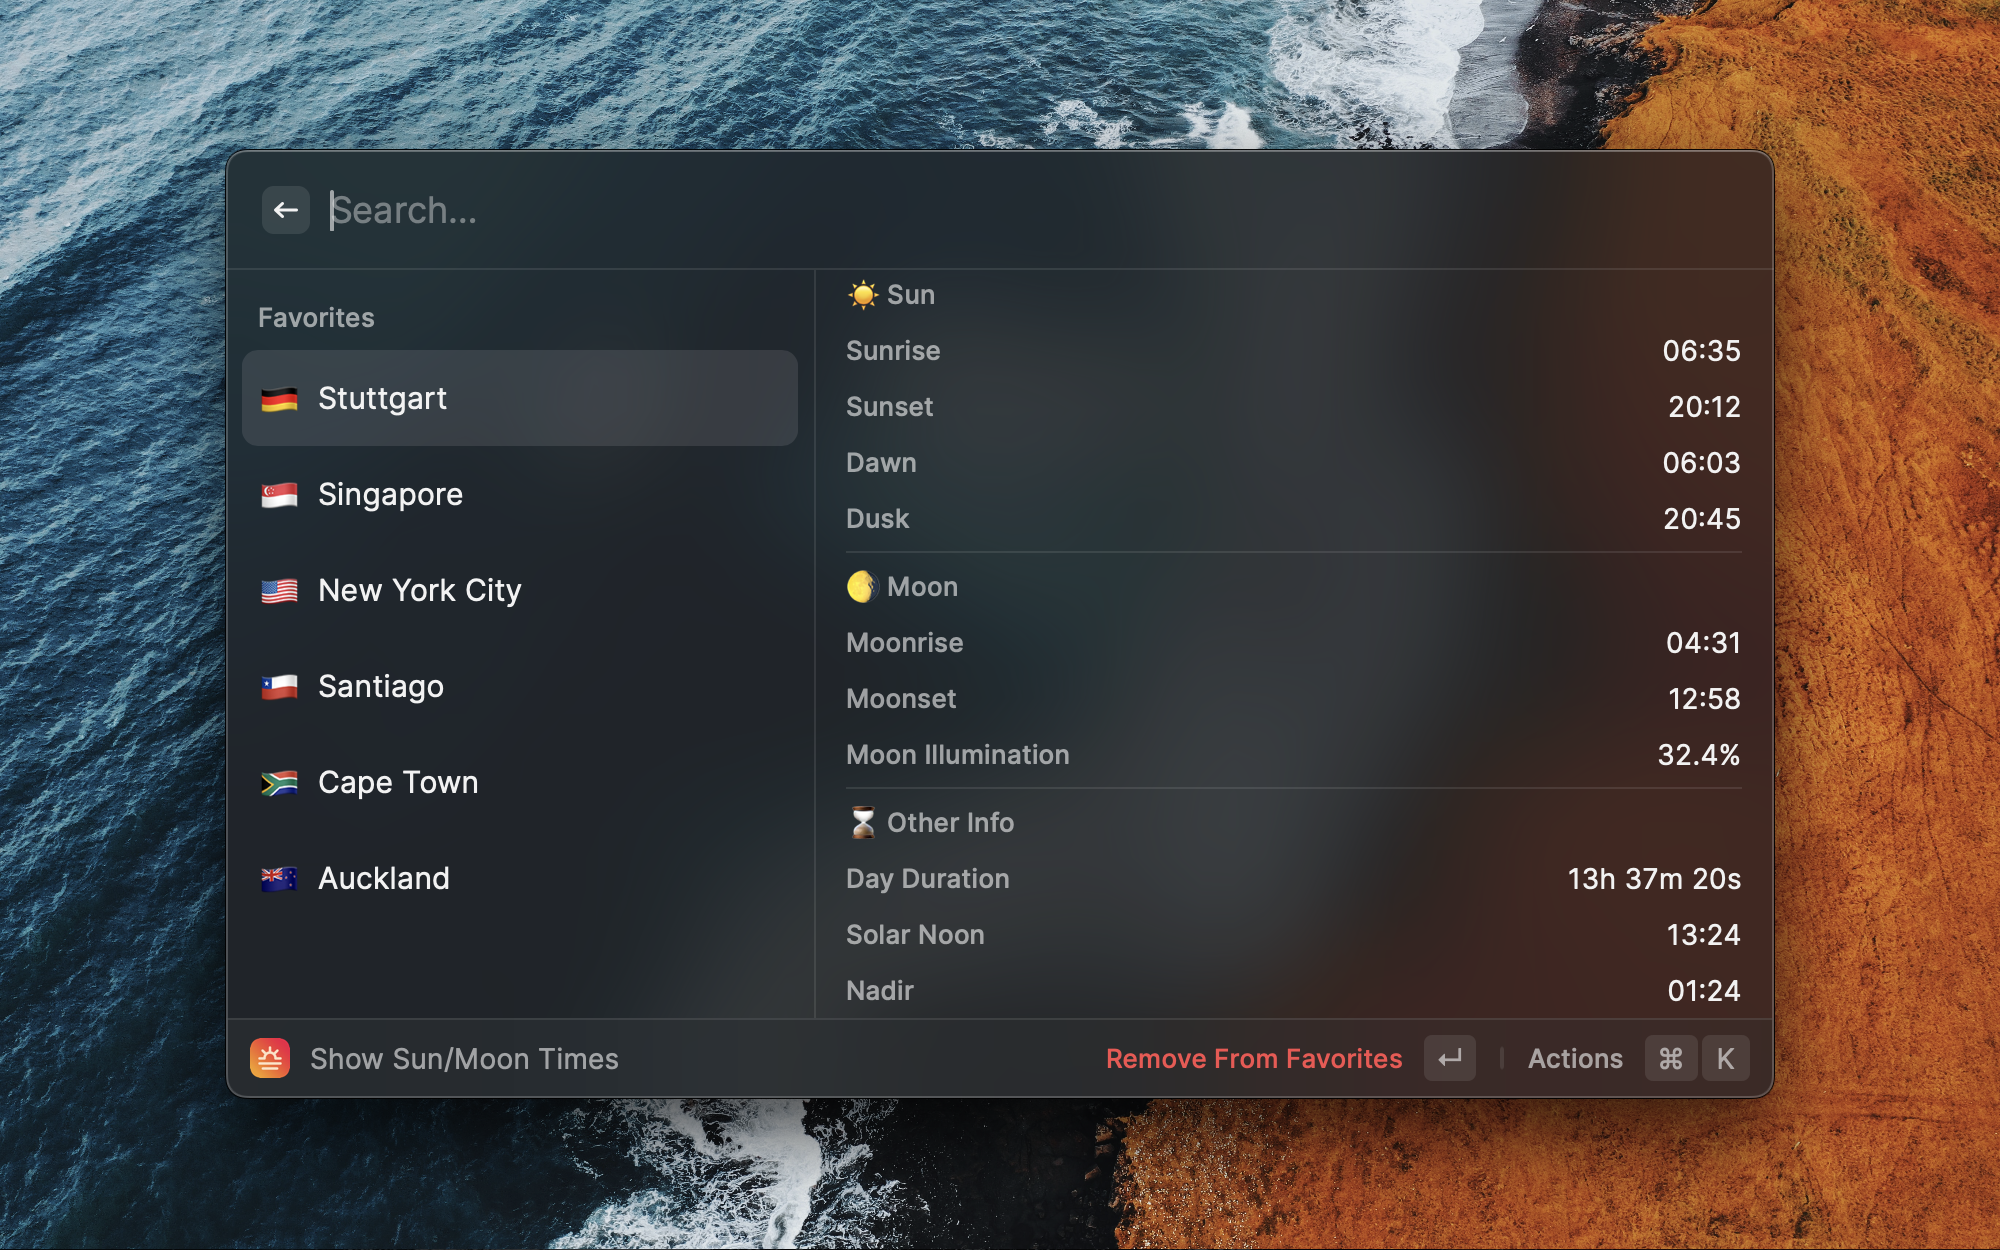 Search...
Favorites
Stuttgart
Singapore
New York City
Santiago
Cape Town
Auckland
☀️ Sun
Sunrise 06:35
Sunset 20:12
Dawn 06:03
Dusk 20:45
🌖 Moon
Moonrise 04:31
Moonset 12:58
Moon Illumination 32.4%
⏳ Other Info
Day Duration 13h 37m 20s
Solar Noon 13:24
Nadir 01:24
Show Sun/Moon Times Remove From Favorites ↵ Actions ⌘ K